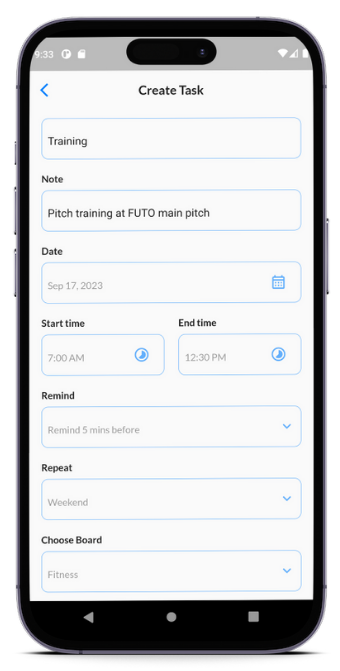 9:33
Create Task
Training
Note
Pitch training at FUTO main pitch
Date
Sep 17, 2023
Start time
End time
7:00 AM
12:30 PM
Remind
Remind 5 mins before
Repeat
Weekend
Choose Board
Fitness